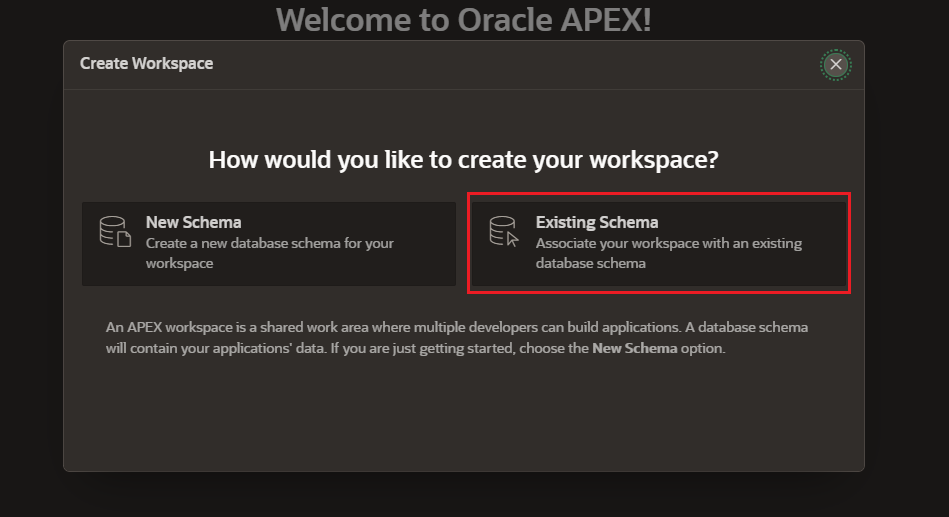 Welcome to Oracle APEX!
Create Workspace
How would you like to create your workspace?
New Schema
Create a new database schema for your
workspace
Existing Schema
Associate your workspace with an existing
database schema
An APEX workspace is a shared work area where multiple developers can build applications. A database schema
will contain your applications' data. If you are just getting started, choose the New Schema option.